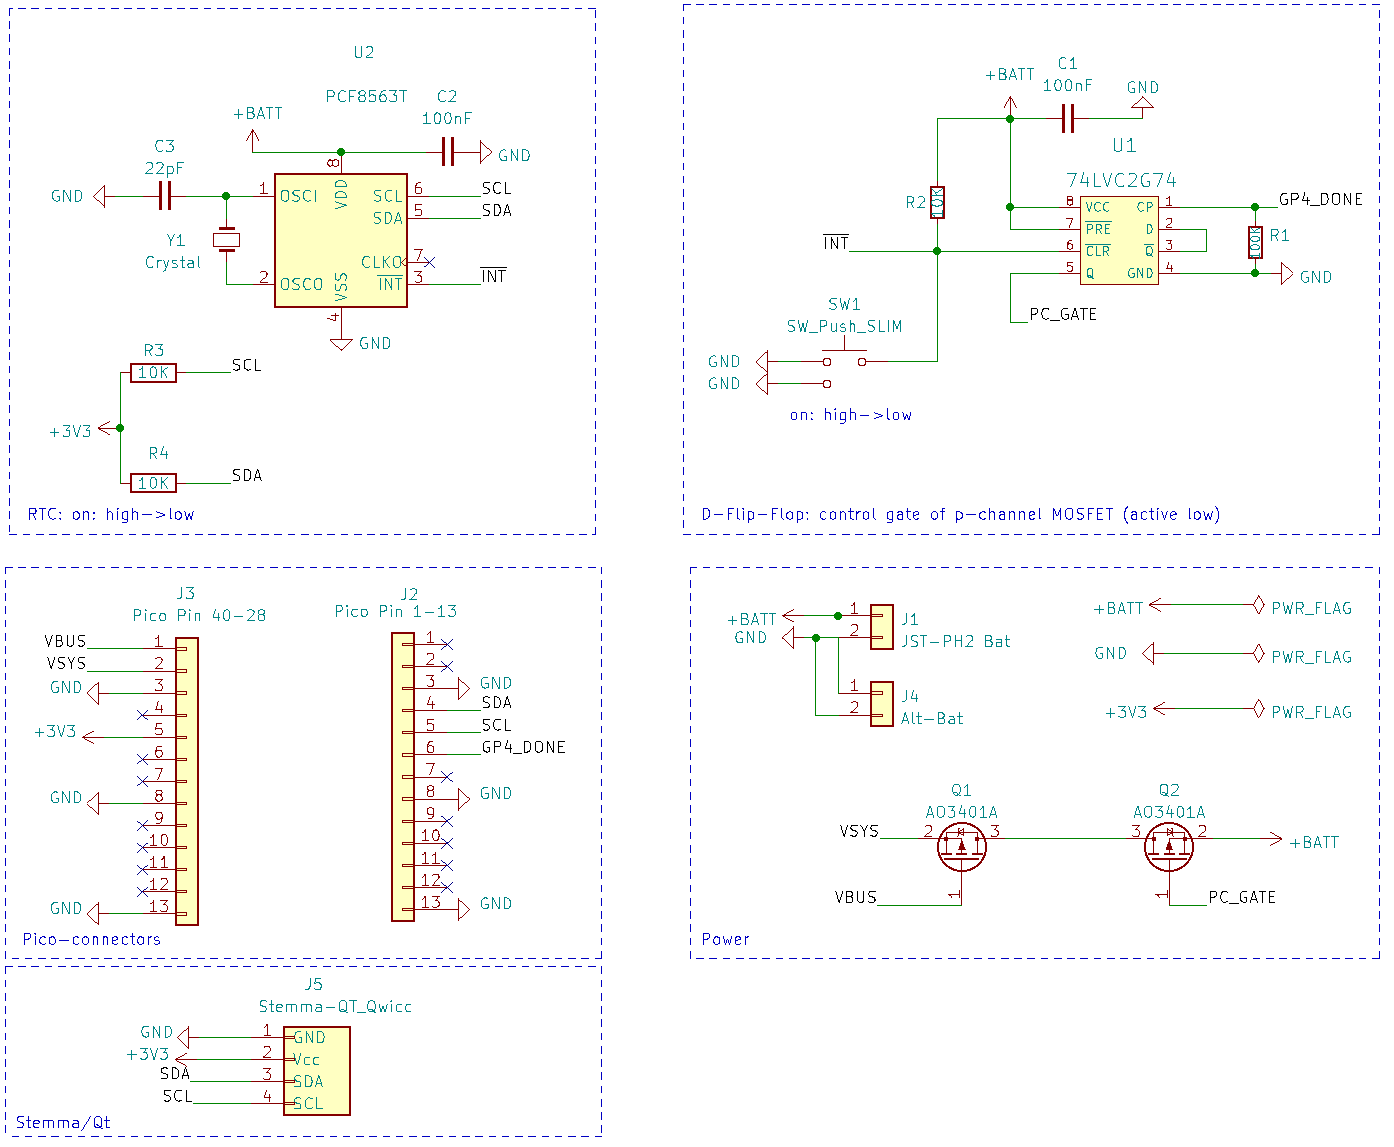 U2
PCF8563T
C2
100nF
+BATT
GND
C3
22pF
GND
8
1
OSCI
VDD
SCL
6
SCL
SDA
5
SDA
Y1
Crystal
CLKO
7
2
OSCO
VSS
INT
3
INT
4
GND
R3
10K
SCL
+3V3
R4
10K
SDA
RTC: on: high->low
C1
100nF
+BATT
GND
U1
74LVC2G74
R2
10K
8
VCC
CP
1
GP4_DONE
7
PRE
D
2
100K
R1
INT
6
CLR
Q
3
5
Q
GND
4
GND
PC_GATE
SW1
SW_Push_SLIM
GND
GND
on: high->low
D-Flip-Flop: control gate of p-channel MOSFET (active low)
J3
Pico Pin 40-28
VBUS
1
VSYS
2
GND
3
4
+3V3
5
6
7
GND
8
9
10
11
12
GND
13
J2
Pico Pin 1-13
1
2
3
GND
4
SDA
5
SCL
6
GP4_DONE
7
8
GND
9
10
11
12
13
GND
Pico-connectors
+BATT
1
J1
GND
2
JST-PH2 Bat
1
J4
2
Alt-Bat
+BATT
PWR_FLAG
GND
PWR_FLAG
+3V3
PWR_FLAG
Q1
AO3401A
Q2
AO3401A
VSYS
2
3
3
2
+BATT
VBUS
1
1
PC_GATE
Power
J5
Stemma-QT_Qwicc
GND
1
GND
+3V3
2
Vcc
SDA
3
SDA
SCL
4
SCL
Stemma/Qt